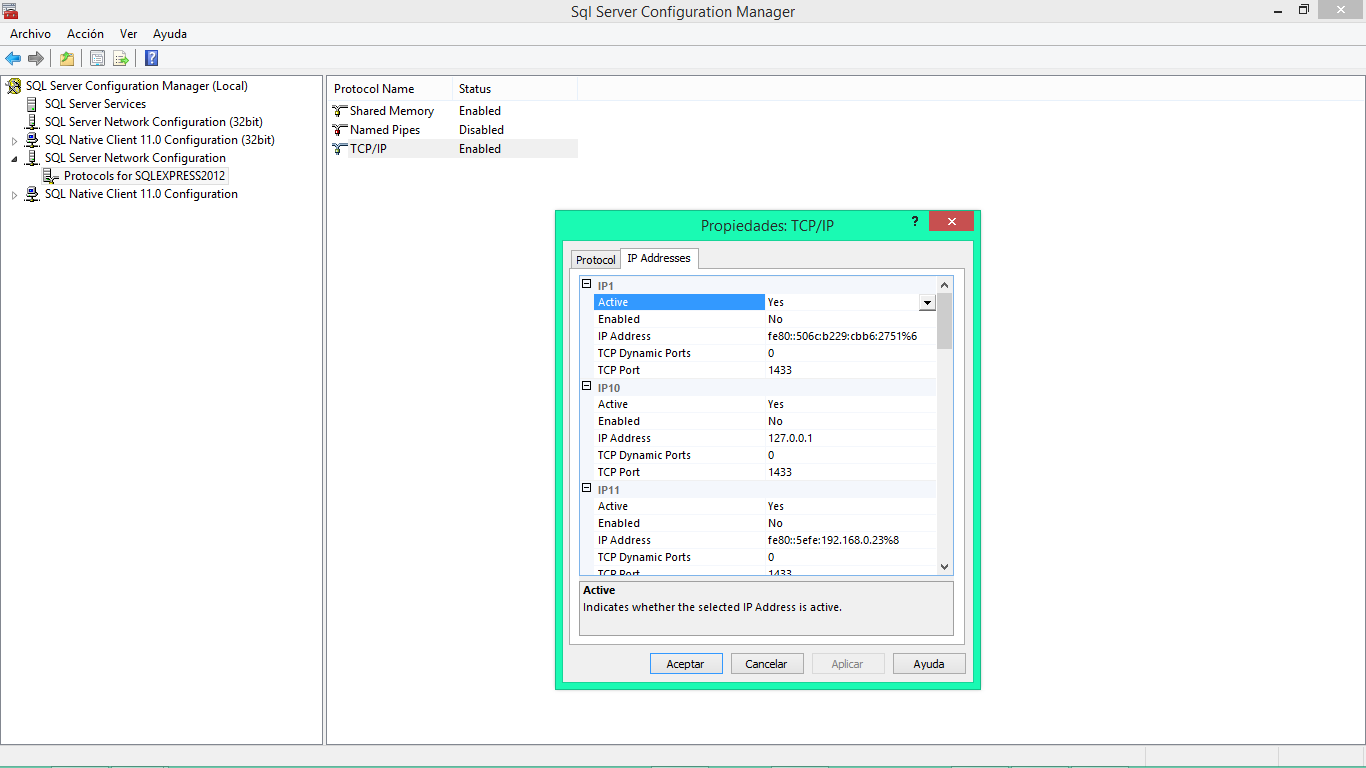 Sql Server Configuration Manager
Archivo Acción Ver Ayuda
SQL Server Configuration Manager (Local)
SQL Server Services
SQL Server Network Configuration (32bit)
SQL Native Client 11.0 Configuration (32bit)
SQL Server Network Configuration
Protocols for SQLEXPRESS2012
SQL Native Client 11.0 Configuration
Protocol Name Status
Shared Memory Enabled
Named Pipes Disabled
TCP/IP Enabled
Propiedades: TCP/IP
Protocol IP Addresses
IP1
Active Yes
Enabled No
IP Address fe80::506c:b229:cbb6:2751%6
TCP Dynamic Ports 0
TCP Port 1433
IP10
Active Yes
Enabled No
IP Address 127.0.0.1
TCP Dynamic Ports 0
TCP Port 1433
IP11
Active Yes
Enabled No
IP Address fe80::5efe:192.168.0.23%8
TCP Dynamic Ports 0
TCP Port 1433
Active
Indicates whether the selected IP Address is active.
Aceptar Cancelar Aplicar Ayuda